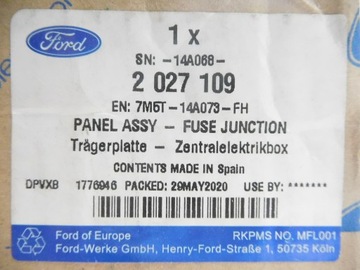 Ford
1 x
SN: -14A068-
2 027 109
EN: 7M5T-14A073-FH
PANEL ASSY - FUSE JUNCTION
Trägerplatte - Zentralelektrikbox
CONTENTS MADE IN Spain
DPVXB 1776946 PACKED: 29MAY2020 USE BY: *******
Ford of Europe RKPMS NO. MFL001
Ford-Werke GmbH, Henry-Ford-Straße 1, 50735 Köln